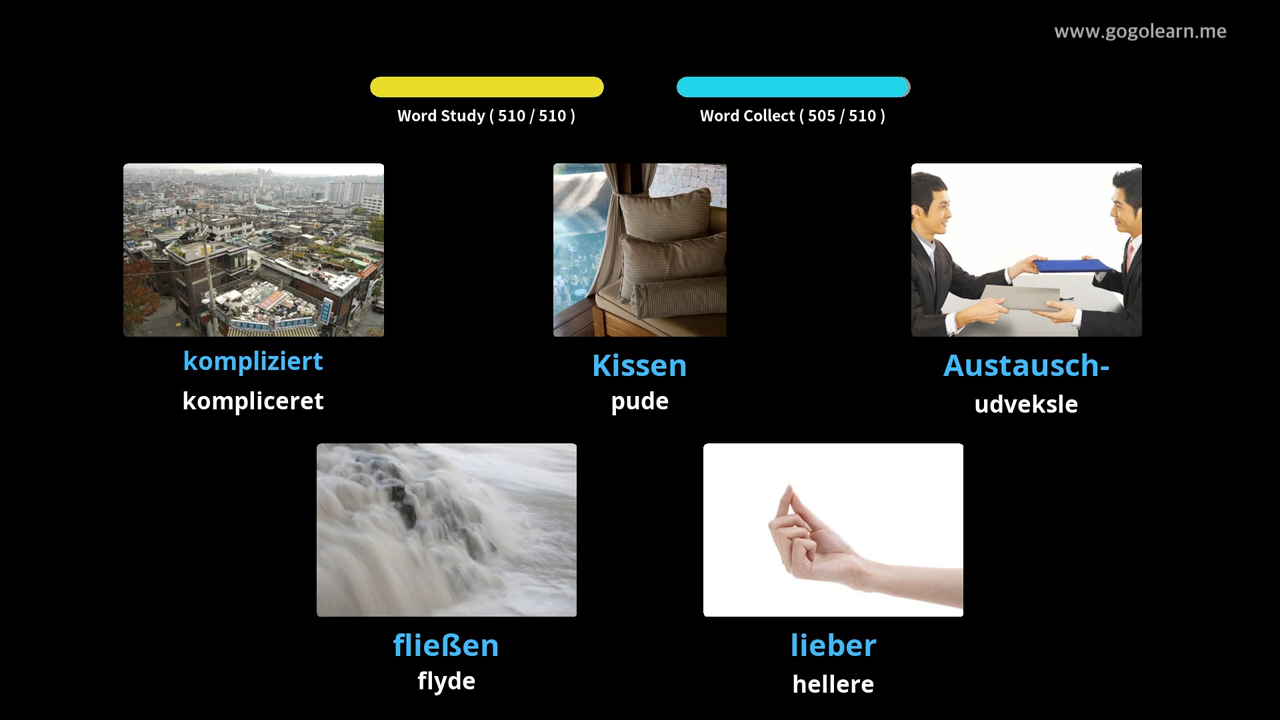 www.gogolearn.me
Word Study ( 510 / 510 )
Word Collect ( 505 / 510 )
kompliziert
kompliceret
Kissen
pude
Austausch-
udveksle
fließen
flyde
lieber
hellere